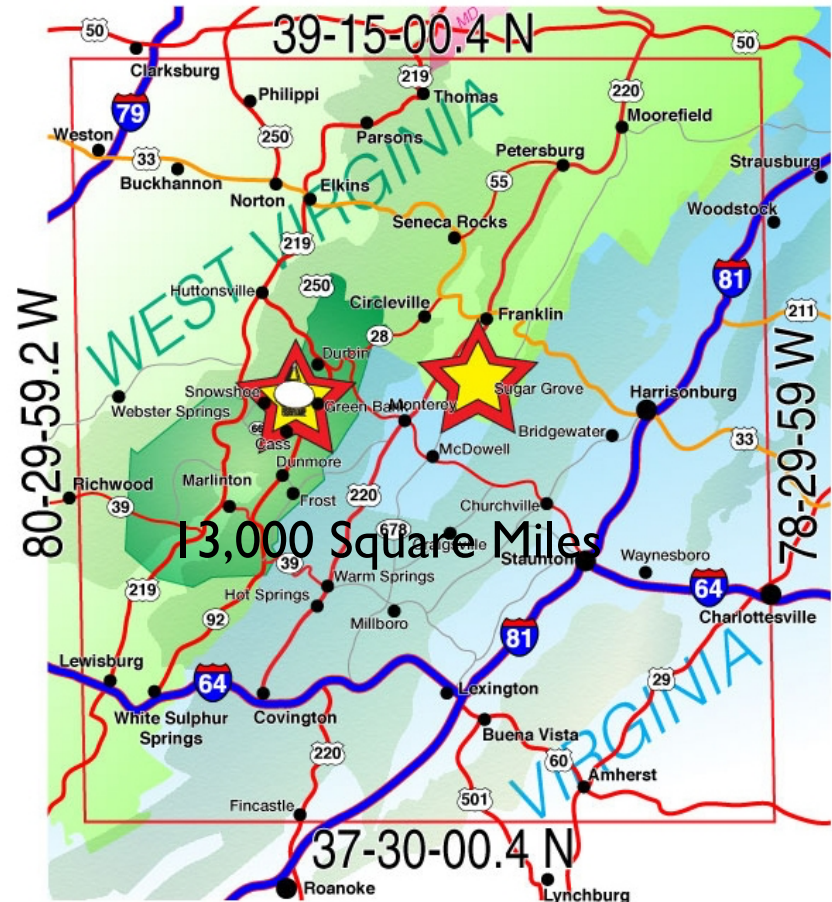 MD
50
39-15-00.4 N
50
Clarksburg
219
Thomas
220
Philippi
79
Moorefield
Weston
Parsons
250
Petersburg
33
Strausburg
Buckhannon
55
Norton
Elkins
Woodstock
WEST VIRGINIA
Seneca Rocks
219
81
Huttonsville
250
Circleville
Franklin
211
28
80-29-59.2 W
78-29-59 W
Durbin
Snowshoe
Sugar Grove
Harrisonburg
Webster Springs
Green Bank
Monterey
66
Bridgewater
33
Cass
McDowell
Dunmore
Richwood
Marlinton
39
220
Frost
Churchville
678
13,000 Square Miles
Craigsville
Staunton
Waynesboro
39
Warm Springs
219
64
Hot Springs
92
Millboro
Charlottesville
81
Lewisburg
64
29
Lexington
White Sulphur
Springs
Covington
VIRGINIA
Buena Vista
220
60
Amherst
501
Fincastle
37-30-00.4 N
Roanoke
Lynchburg